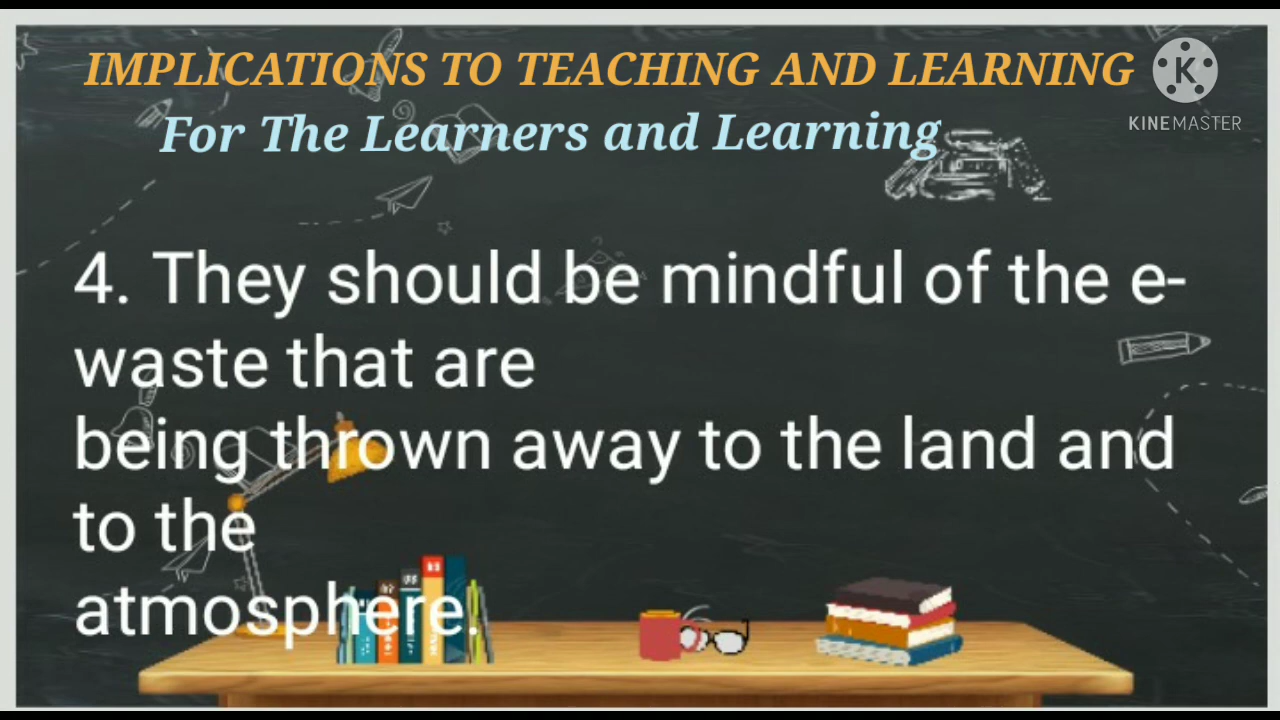 IMPLICATIONS TO TEACHING AND LEARNING
For The Learners and Learning
K
KINEMASTER
4. They should be mindful of the e-
waste that are
being thrown away to the land and
to the
atmosphere.